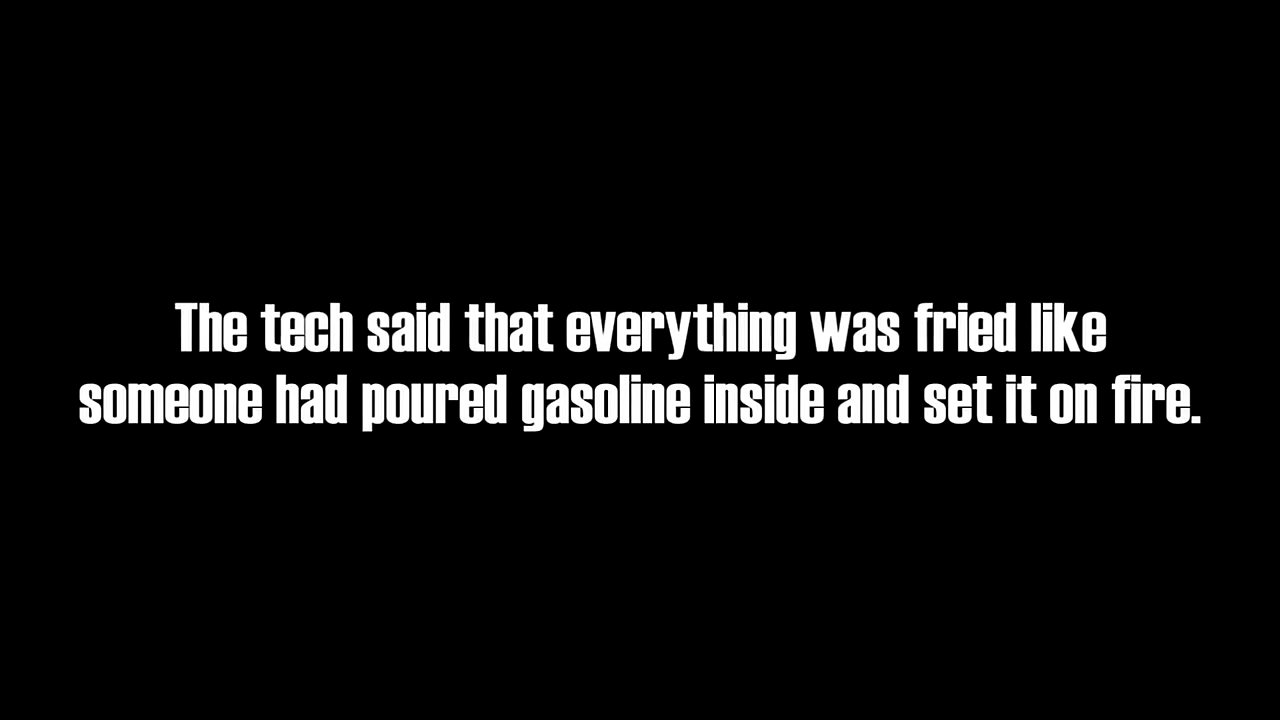 The tech said that everything was fried like
someone had poured gasoline inside and set it on fire.